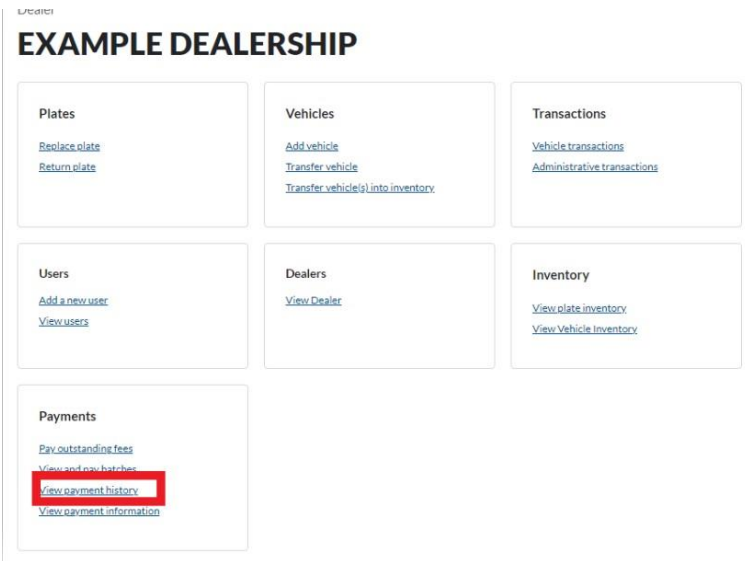 Dealer
EXAMPLE DEALERSHIP
Plates
Replace plate
Return plate
Vehicles
Add vehicle
Transfer vehicle
Transfer vehicle(s) into inventory
Transactions
Vehicle transactions
Administrative transactions
Users
Add a new user
View users
Dealers
View Dealer
Inventory
View plate inventory
View Vehicle Inventory
Payments
Pay outstanding fees
View and pay batches
View payment history
View payment information